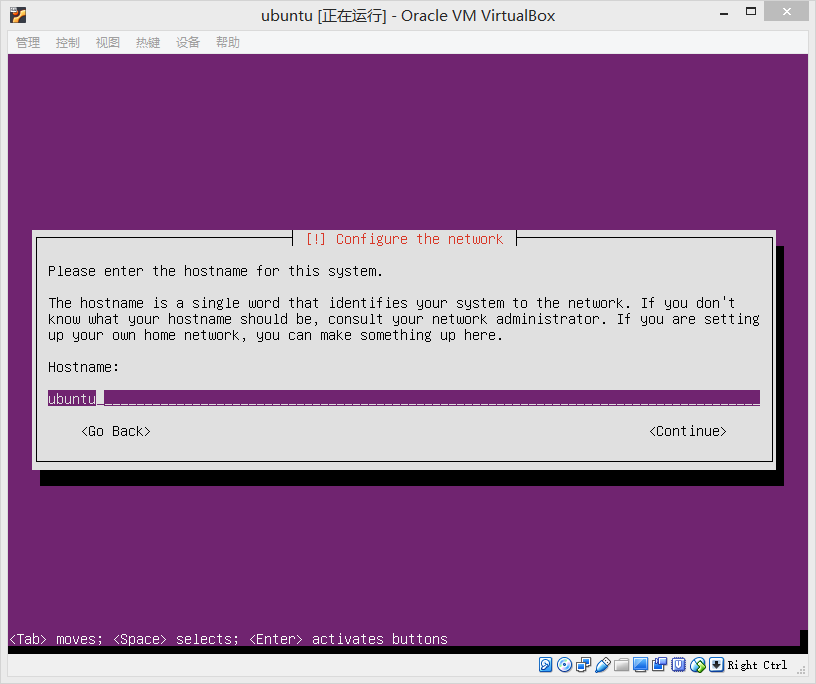 ubuntu [正在运行] - Oracle VM VirtualBox
管理 控制 视图 热键 设备 帮助
[!] Configure the network
Please enter the hostname for this system.
The hostname is a single word that identifies your system to the network. If you don't
know what your hostname should be, consult your network administrator. If you are setting
up your own home network, you can make something up here.
Hostname:
ubuntu
<Go Back> <Continue>
<Tab> moves; <Space> selects; <Enter> activates buttons
Right Ctrl